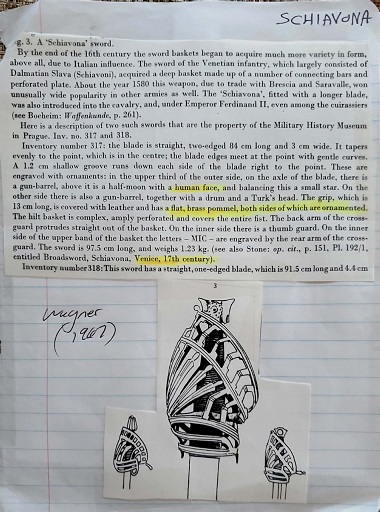 SCHIAVONA
g. 3. A 'Schiavona' sword.
By the end of the 16th century the sword baskets began to acquire much more variety in form,
above all, due to Italian influence. The sword of the Venetian infantry, which largely consisted of
Dalmatian Slava (Schiavoni), acquired a deep basket made up of a number of connecting bars and
perforated plate. About the year 1580 this weapon, due to trade with Brescia and Saravalle, won
unusually wide popularity in other armies as well. The 'Schiavona', fitted with a longer blade,
was also introduced into the cavalry, and, under Emperor Ferdinand II, even among the cuirassiers
(see Boeheim: Waffenkunde, p. 261).
Here is a description of two such swords that are the property of the Military History Museum
in Prague. Inv. no. 317 and 318.
Inventory number 317: the blade is straight, two-edged 84 cm long and 3 cm wide. It tapers
evenly to the point, which is in the centre; the blade edges meet at the point with gentle curves.
A 1.2 cm shallow groove runs down each side of the blade right to the point. These are
engraved with ornaments: in the upper third of the outer side, on the axle of the blade, there is
a gun-barrel, above it is a half-moon with a human face, and balancing this a small star. On the
other side there is also a gun-barrel, together with a drum and a Turk's head. The grip, which is
13 cm long, is covered with leather and has a flat, brass pommel, both sides of which are ornamented.
The hilt basket is complex, amply perforated and covers the entire fist. The back arm of the cross-
guard protrudes straight out of the basket. On the inner side there is a thumb guard. On the inner
side of the upper band of the basket the letters – MIC – are engraved by the rear arm of the cross-
guard. The sword is 97.5 cm long, and weighs 1.23 kg. (see also Stone: op. cit., p. 151, Pl. 192/1,
entitled Broadsword, Schiavona, Venice, 17th century).
Inventory number 318: This sword has a straight, one-edged blade, which is 91.5 cm long and 4.4 cm
3
Wagner
(1967)